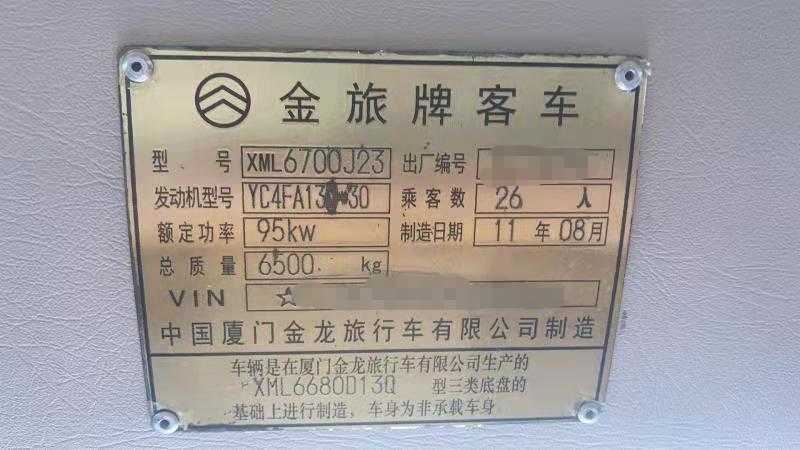 金旅牌客车
型号 XML6700J23 出厂编号
发动机型号 YC4FA130-30 乘客数 26 人
额定功率 95kw 制造日期 11 年 08 月
总质量 6500 kg
VIN ☆
中国厦门金龙旅行车有限公司制造
车辆是在厦门金龙旅行车有限公司生产的
XML6680D13Q 型三类底盘的
基础上进行制造，车身为非承载车身